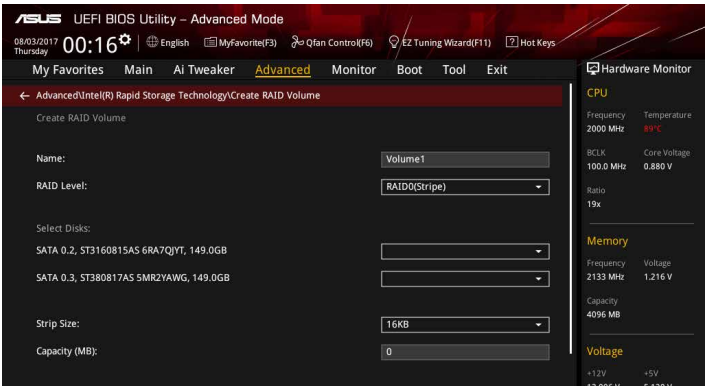 ASUS UEFI BIOS Utility – Advanced Mode
08/03/2017 Thursday 00:16 English MyFavorite(F3) Qfan Control(F6) EZ Tuning Wizard(F11) ? Hot Keys
My Favorites Main Ai Tweaker Advanced Monitor Boot Tool Exit
Hardware Monitor
← Advanced\Intel(R) Rapid Storage Technology\Create RAID Volume
Create RAID Volume
Name: Volume1
RAID Level: RAID0(Stripe)
Select Disks:
SATA 0.2, ST3160815AS 6RA7QJYT, 149.0GB
SATA 0.3, ST380817AS 5MR2YAWG, 149.0GB
Strip Size: 16KB
Capacity (MB): 0
CPU
Frequency Temperature
2000 MHz 89°C
BCLK Core Voltage
100.0 MHz 0.880 V
Ratio
19x
Memory
Frequency Voltage
2133 MHz 1.216 V
Capacity
4096 MB
Voltage
+12V +5V